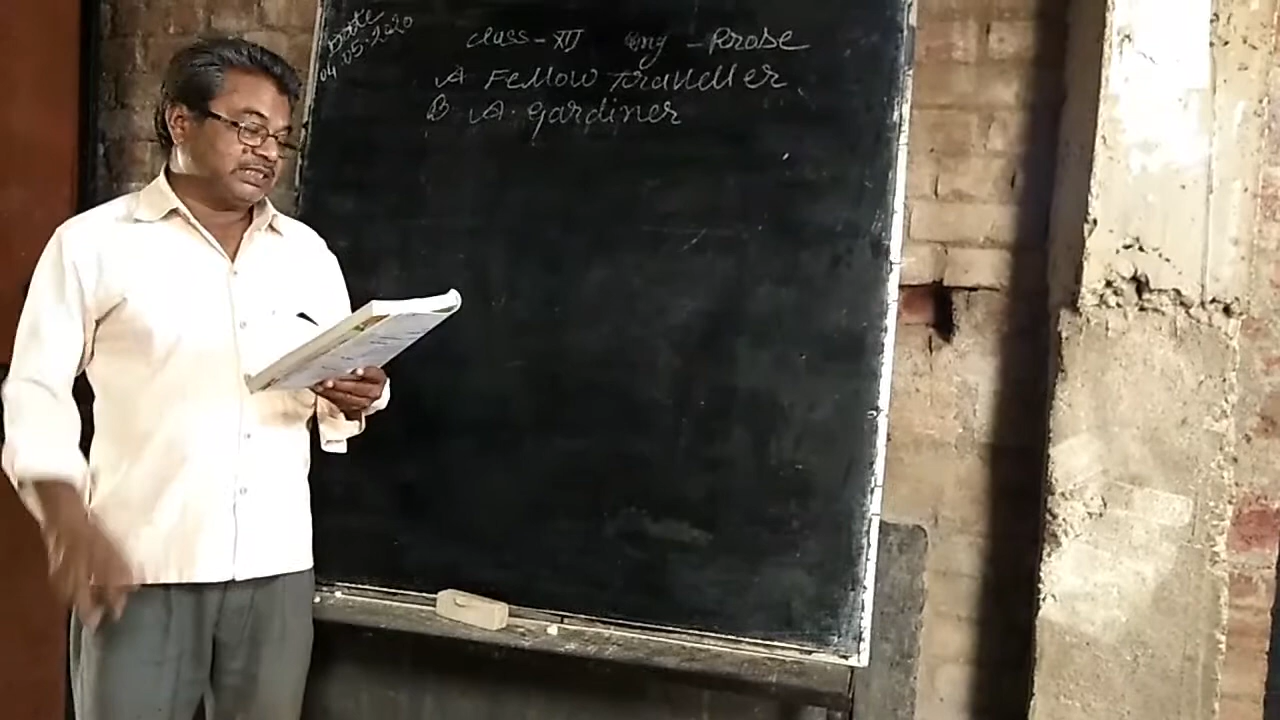 Date
04.05.2020
Class - XII Eng - Prose
A Fellow Traveller
B A. Gardiner